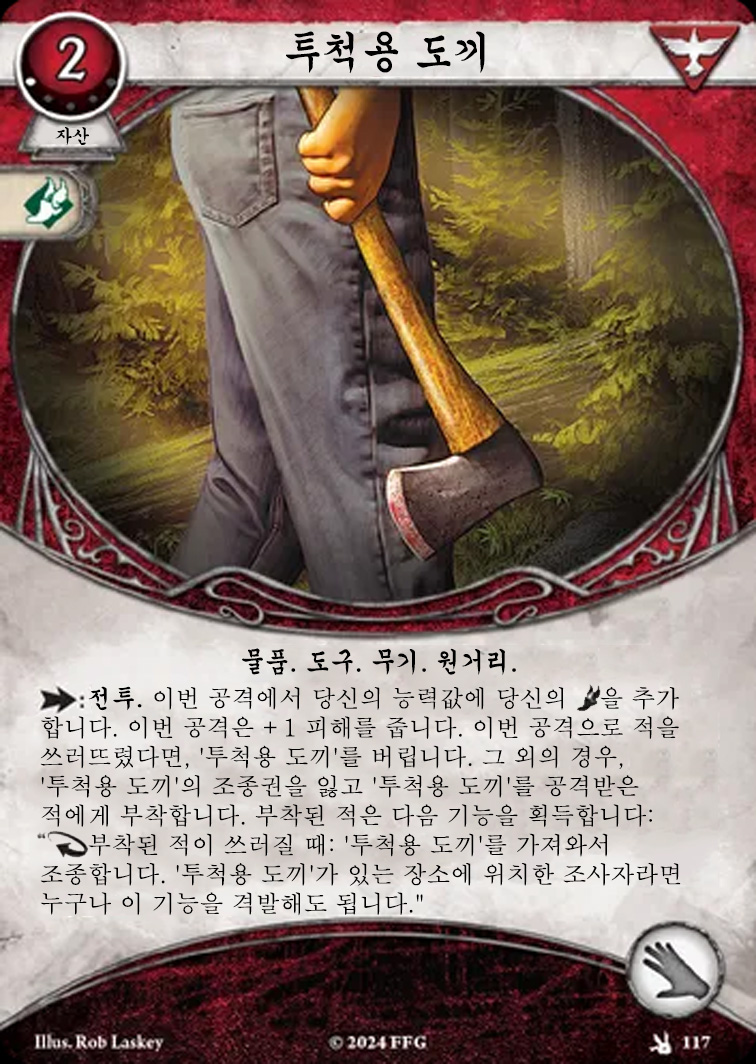 2
투척용 도끼
자산
물품. 도구. 무기. 원거리.
:전투. 이번 공격에서 당신의 능력값에 당신의 을 추가
합니다. 이번 공격은 +1 피해를 줍니다. 이번 공격으로 적을
쓰러뜨렸다면, '투척용 도끼'를 버립니다. 그 외의 경우,
'투척용 도끼'의 조종권을 잃고 '투척용 도끼'를 공격받은
적에게 부착합니다. 부착된 적은 다음 기능을 획득합니다:
"부착된 적이 쓰러질 때: '투척용 도끼'를 가져와서
조종합니다. '투척용 도끼'가 있는 장소에 위치한 조사자라면
누구나 이 기능을 격발해도 됩니다."
Illus. Rob Laskey
© 2024 FFG
117